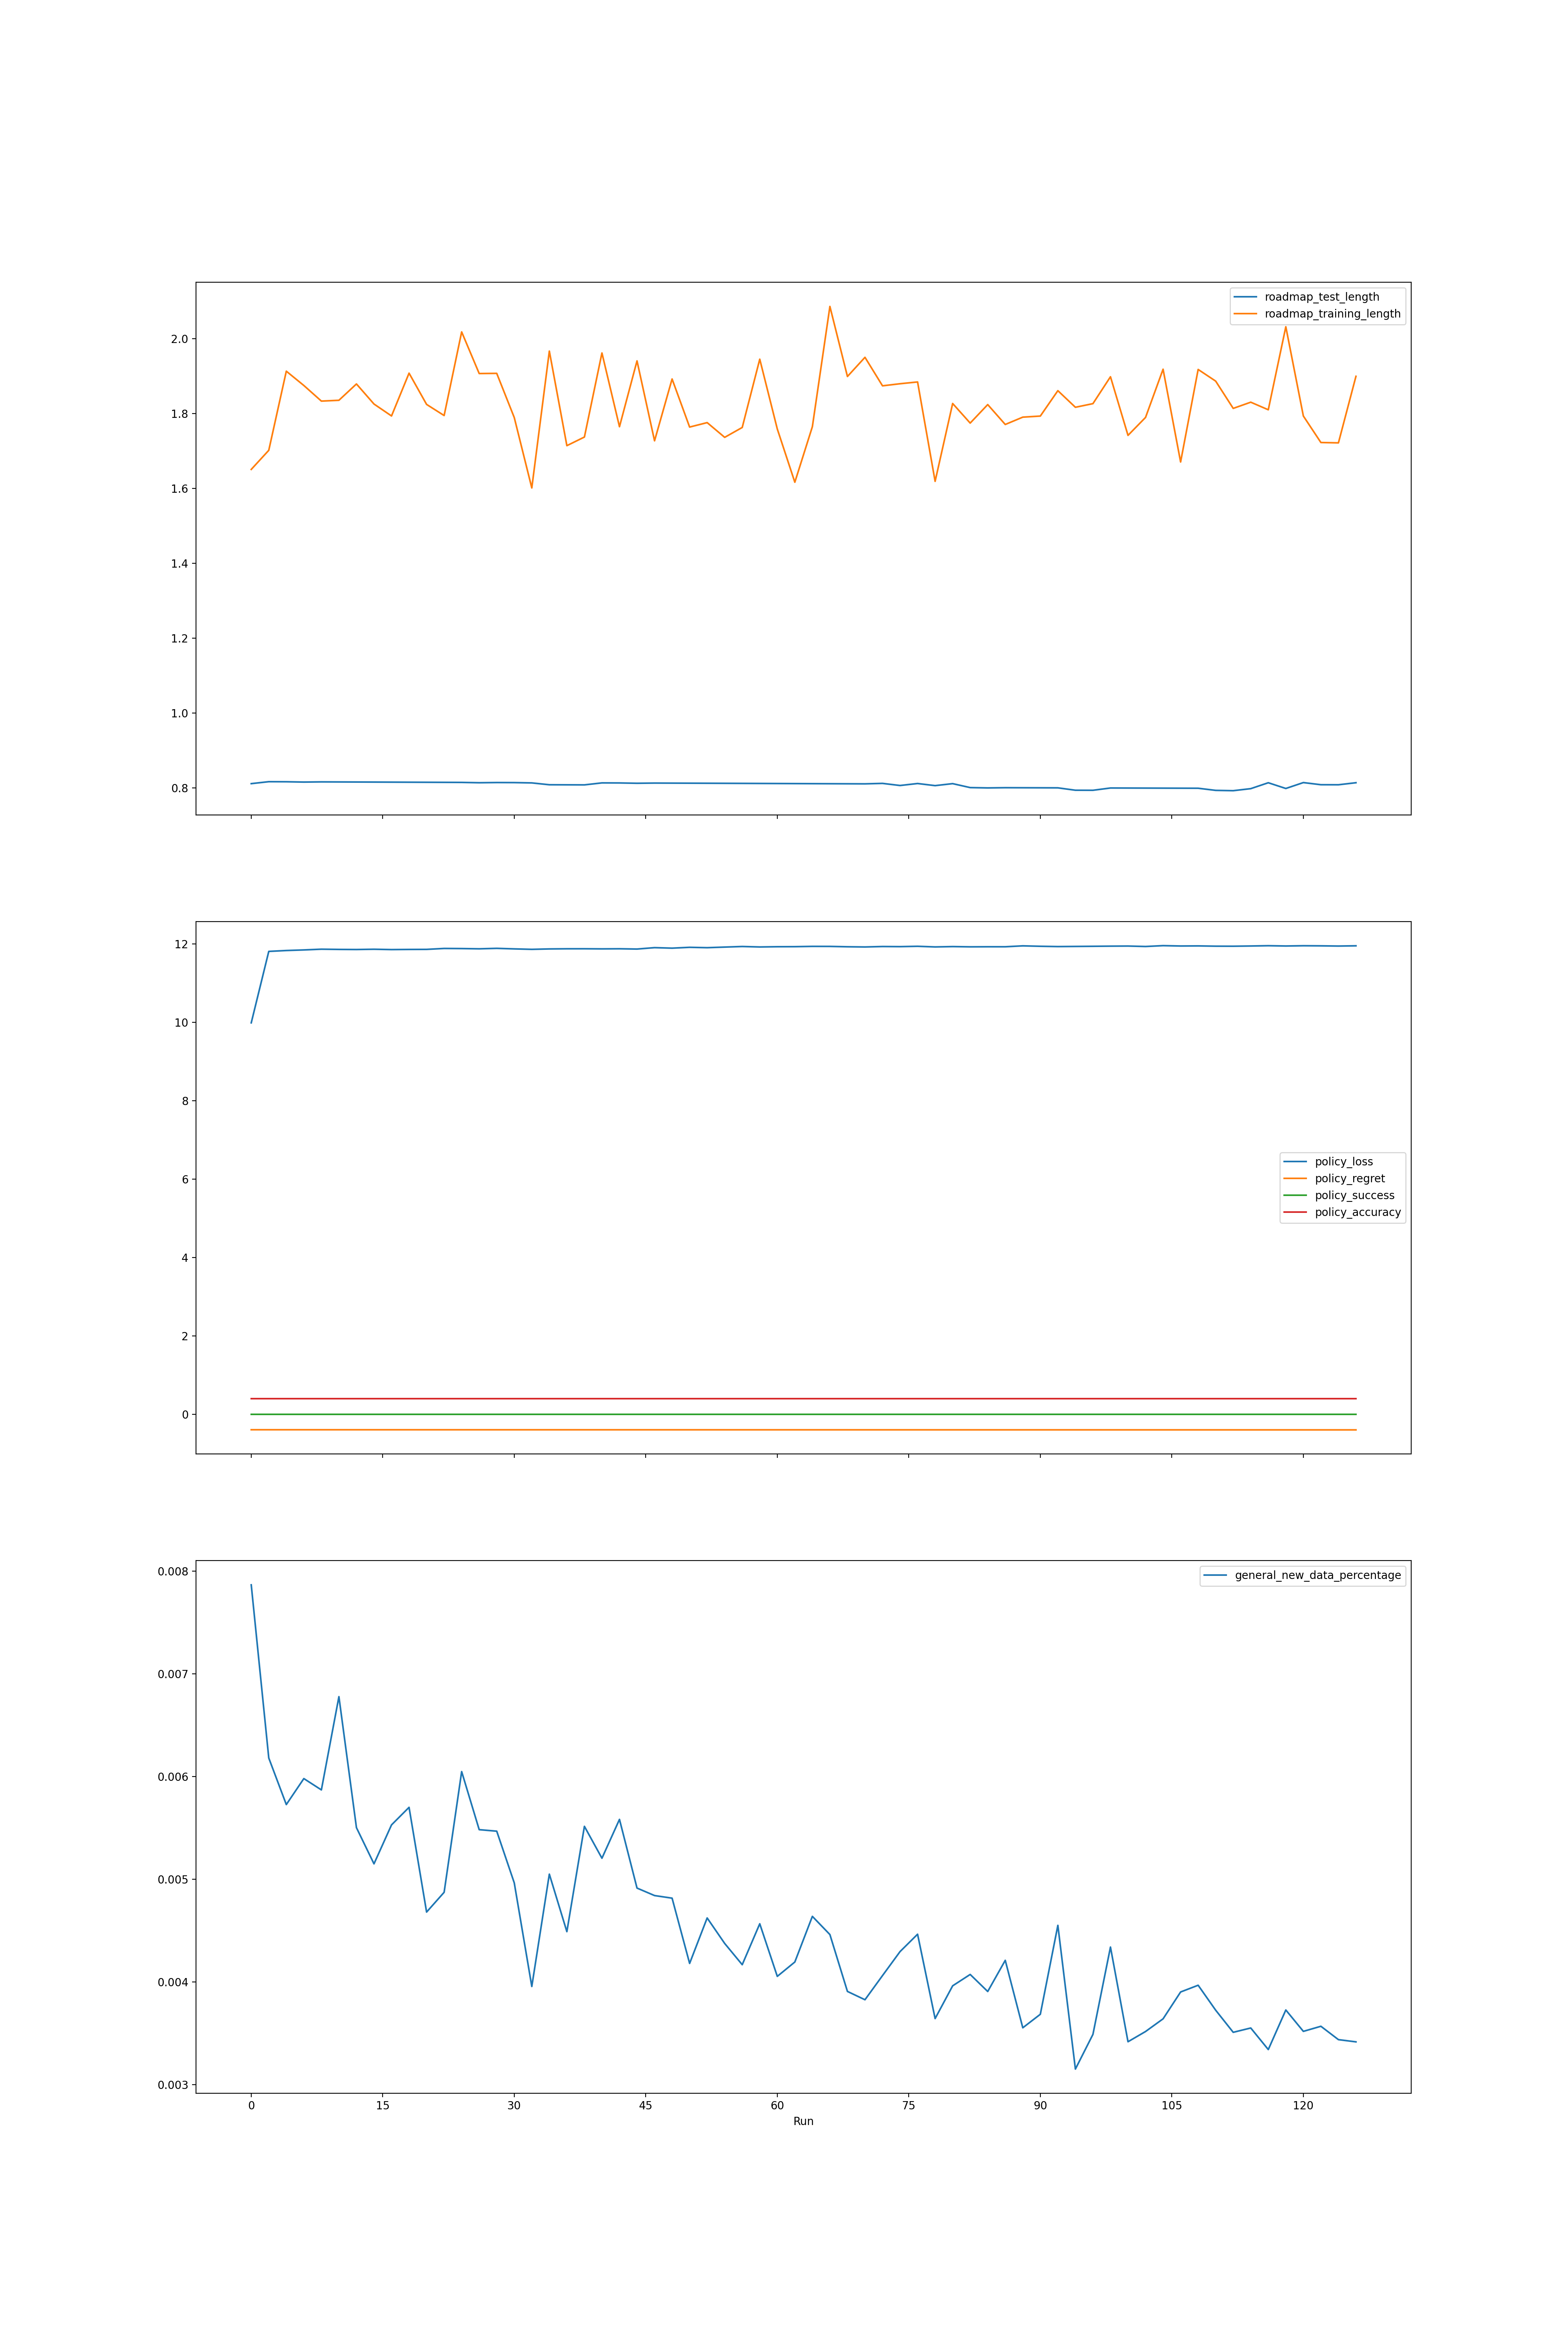 roadmap_test_length
roadmap_training_length
2.0
1.8
1.6
1.4
1.2
1.0
0.8
12
10
8
6
4
2
0
policy_loss
policy_regret
policy_success
policy_accuracy
general_new_data_percentage
0.008
0.007
0.006
0.005
0.004
0.003
0 15 30 45 60 75 90 105 120
Run